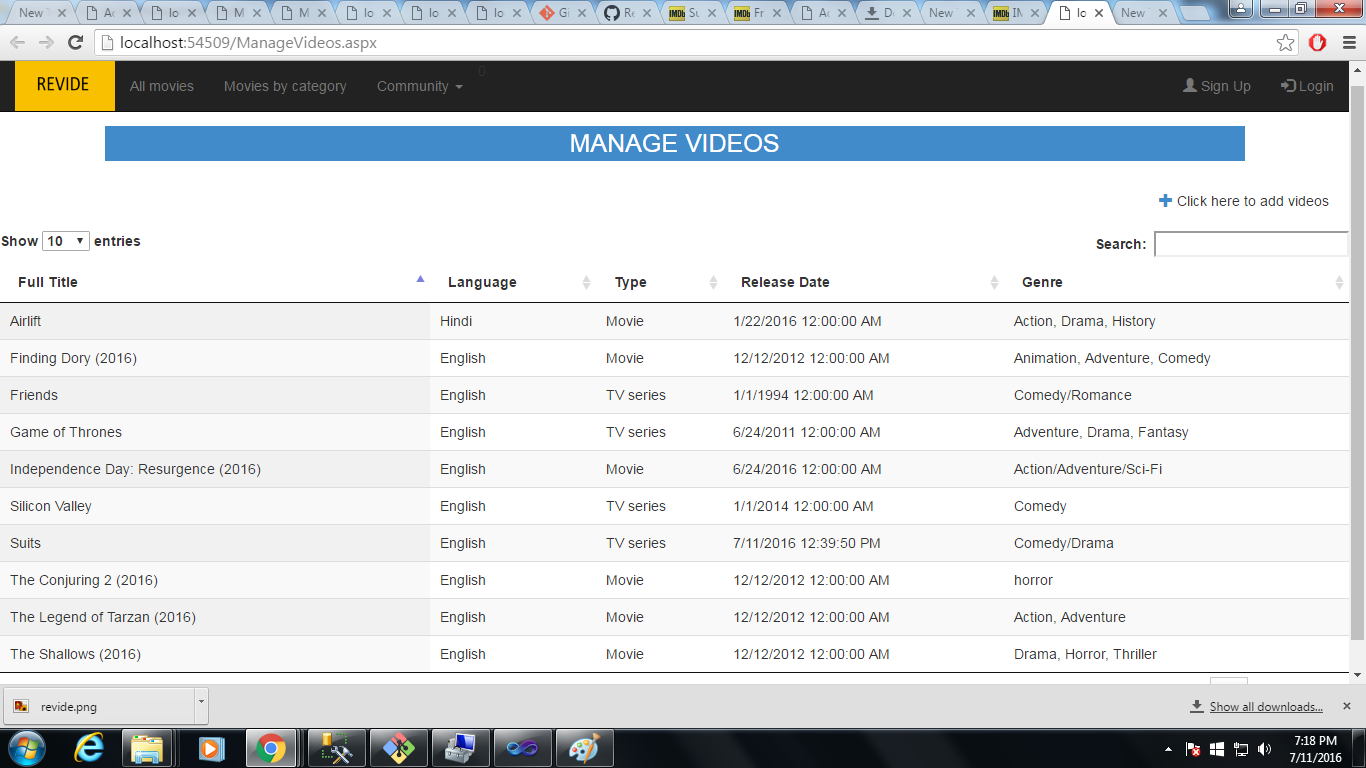 New T
Ac
lo
M
M
lo
lo
lo
Gi
Re
IMDb Su
IMDb Fr
Ac
Do
New
IMDb IM
lo
New T
localhost:54509/ManageVideos.aspx
REVIDE All movies Movies by category Community 0 Sign Up Login
MANAGE VIDEOS
Click here to add videos
Show 10 entries Search:
Full Title Language Type Release Date Genre
Airlift Hindi Movie 1/22/2016 12:00:00 AM Action, Drama, History
Finding Dory (2016) English Movie 12/12/2012 12:00:00 AM Animation, Adventure, Comedy
Friends English TV series 1/1/1994 12:00:00 AM Comedy/Romance
Game of Thrones English TV series 6/24/2011 12:00:00 AM Adventure, Drama, Fantasy
Independence Day: Resurgence (2016) English Movie 6/24/2016 12:00:00 AM Action/Adventure/Sci-Fi
Silicon Valley English TV series 1/1/2014 12:00:00 AM Comedy
Suits English TV series 7/11/2016 12:39:50 PM Comedy/Drama
The Conjuring 2 (2016) English Movie 12/12/2012 12:00:00 AM horror
The Legend of Tarzan (2016) English Movie 12/12/2012 12:00:00 AM Action, Adventure
The Shallows (2016) English Movie 12/12/2012 12:00:00 AM Drama, Horror, Thriller
revide.png Show all downloads...
7:18 PM
7/11/2016